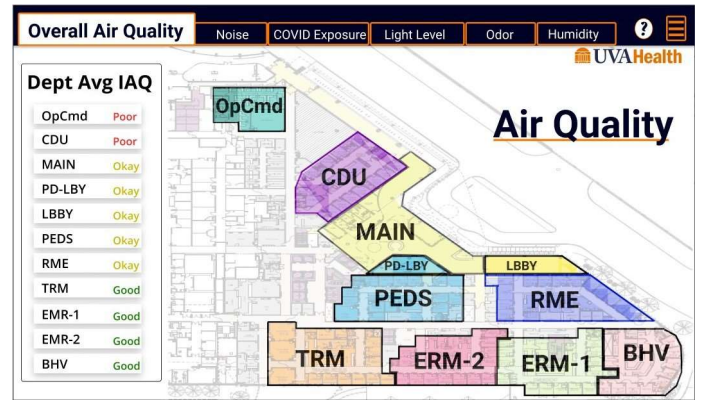 Overall Air Quality Noise COVID Exposure Light Level Odor Humidity ?
UVAHealth
Dept Avg IAQ
OpCmd Poor
CDU Poor
MAIN Okay
PD-LBY Okay
LBBY Okay
PEDS Okay
RME Okay
TRM Good
EMR-1 Good
EMR-2 Good
BHV Good
Air Quality
OpCmd
CDU
MAIN
PD-LBY LBBY
PEDS RME
TRM ERM-2 ERM-1 BHV